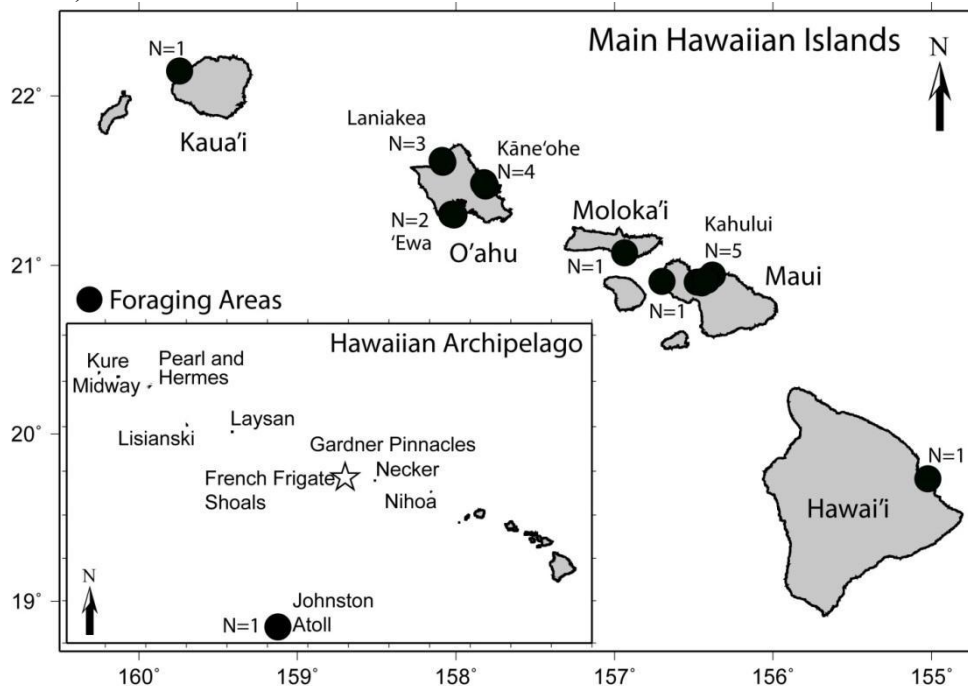 Main Hawaiian Islands
N
N=1
22°
Kaua'i
Laniakea
N=3
Kāne'ohe
N=4
N=2
'Ewa
O'ahu
Moloka'i
N=1
Kahului
N=5
Maui
N=1
21°
Foraging Areas
Hawaiian Archipelago
Kure
Midway
Pearl and
Hermes
Lisianski
Laysan
Gardner Pinnacles
French Frigate
Shoals
Necker
Nihoa
N
N=1
Johnston
Atoll
20°
19°
N=1
Hawai'i
160°
159°
158°
157°
156°
155°